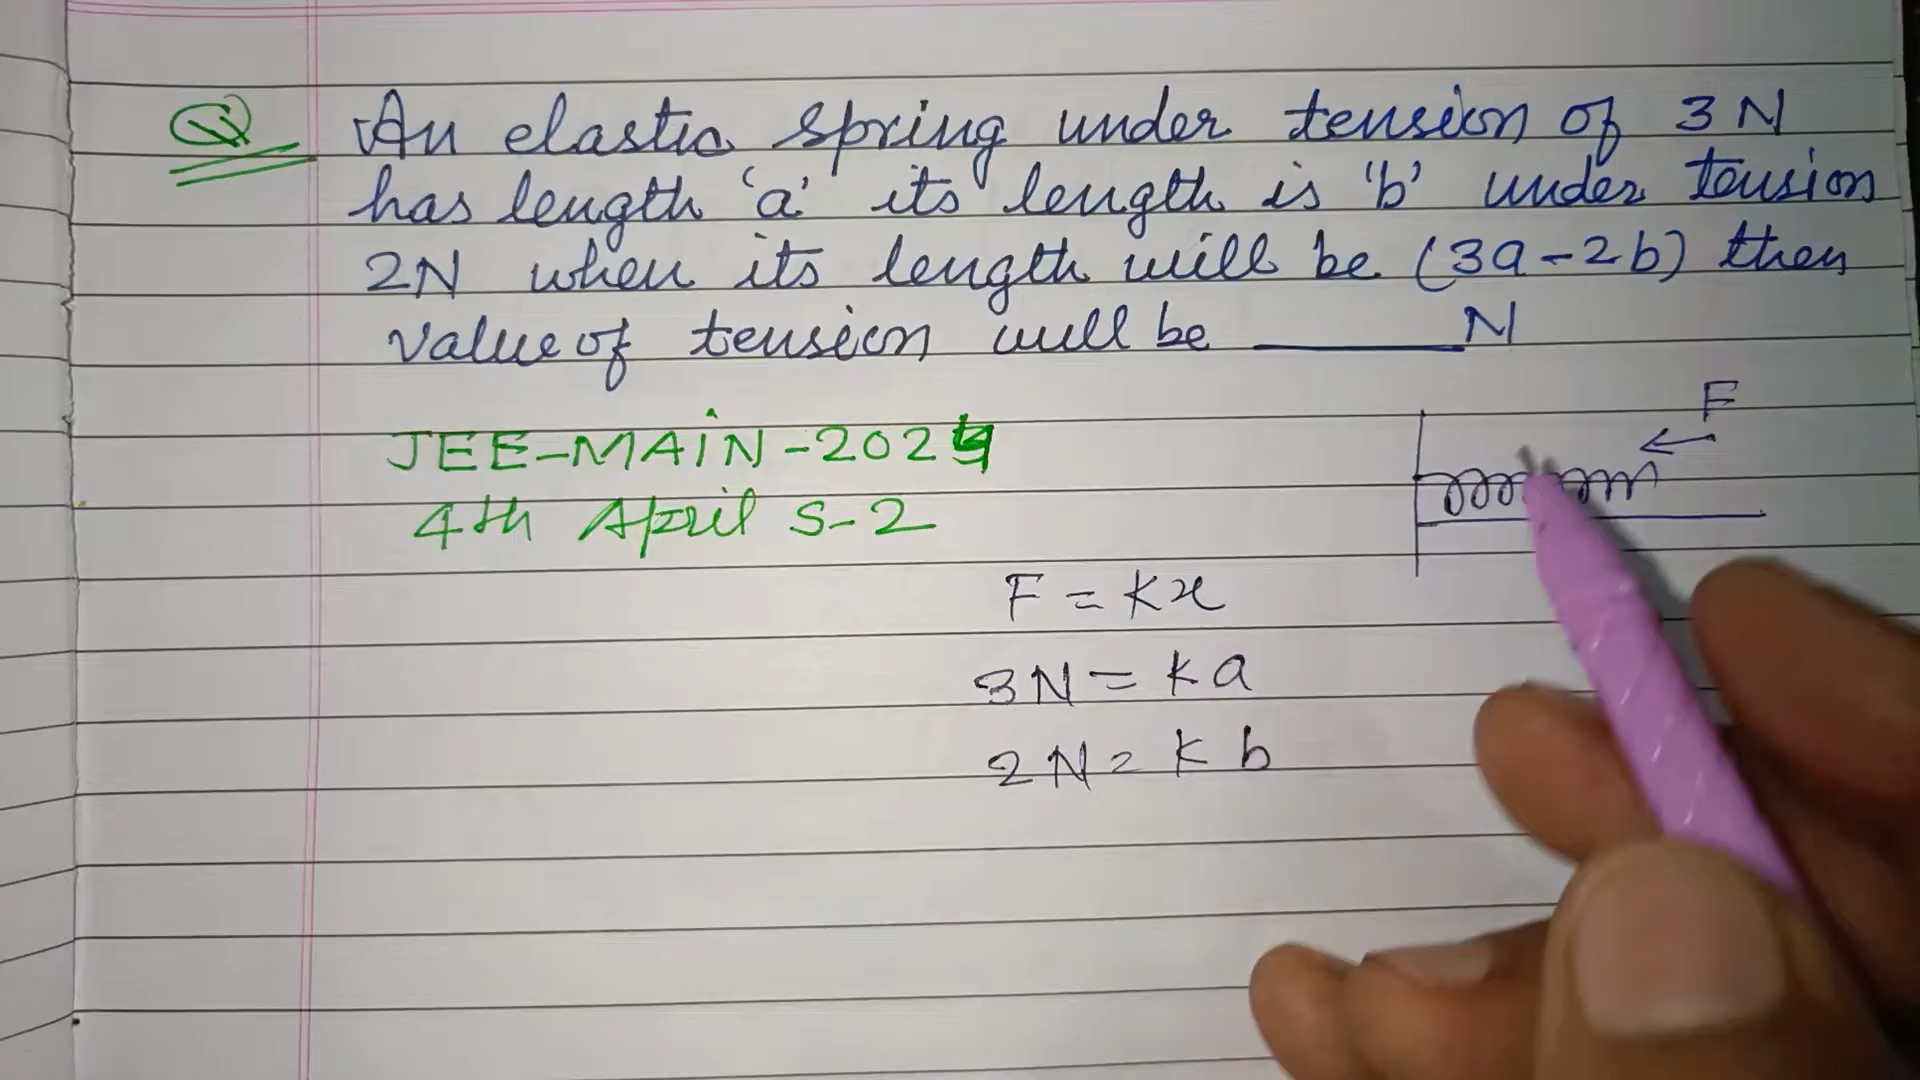 Q An elastic spring under tension of 3 N
has length 'a' its length is 'b' under tension
2N when its length will be (3a-2b) then
value of tension will be ____ N
F
JEE-MAIN-2024
4th April S-2
F = Kx
3N = Ka
2N = K b